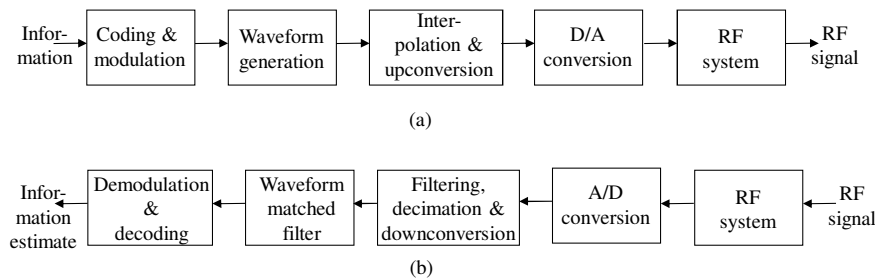 Infor-
mation
Coding &
modulation
Waveform
generation
Inter-
polation &
upconversion
D/A
conversion
RF
system
RF
signal
(a)
Infor-
mation
estimate
Demodulation
&
decoding
Waveform
matched
filter
Filtering,
decimation &
downconversion
A/D
conversion
RF
system
RF
signal
(b)